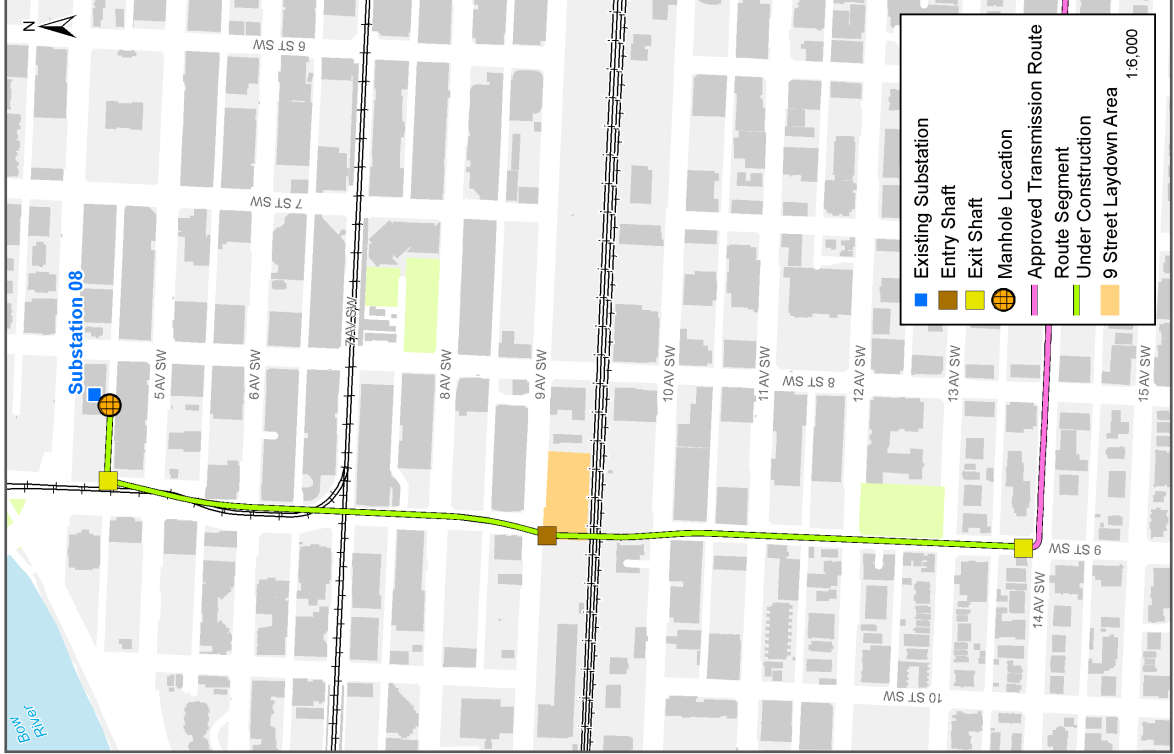 N
6 ST SW
7 ST SW
Substation 08
7 AV SW
5 AV SW
6 AV SW
8 AV SW
9 AV SW
10 AV SW
11 AV SW
8 ST SW
12 AV SW
13 AV SW
15 AV SW
9 ST SW
14 AV SW
10 ST SW
Bow
River
Existing Substation
Entry Shaft
Exit Shaft
Manhole Location
Approved Transmission Route
Route Segment
Under Construction
9 Street Laydown Area
1:6,000